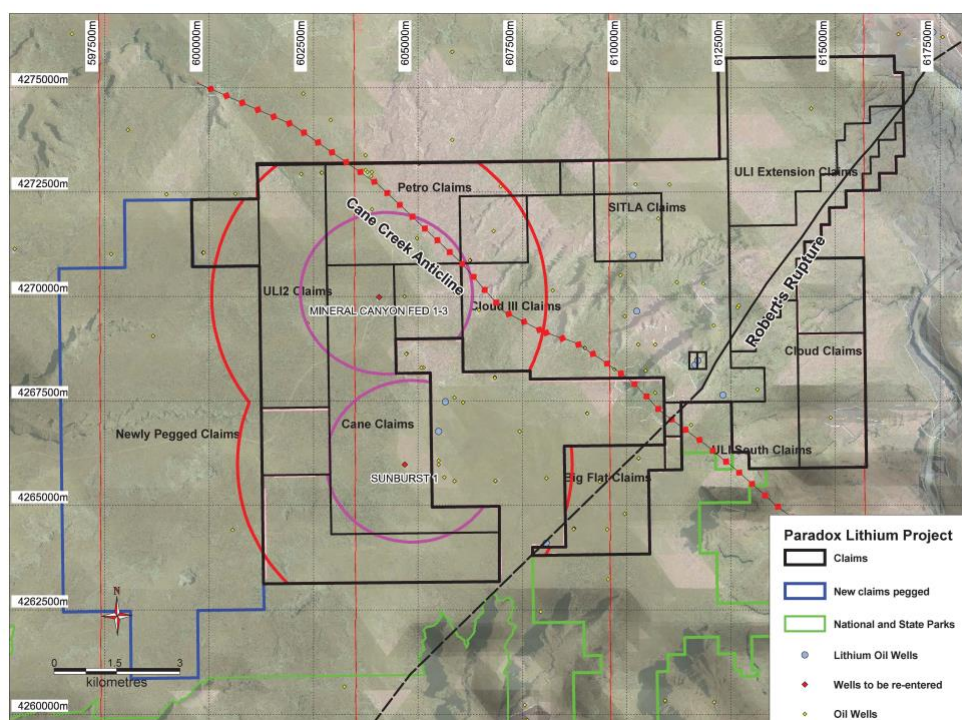 597500m
600000m
602500m
605000m
607500m
610000m
612500m
615000m
617500m
4275000m
4272500m
4270000m
4267500m
4265000m
4262500m
4260000m
Petro Claims
ULI Extension Claims
SITLA Claims
Cane Creek Anticline
Robert's Rupture
ULI2 Claims
MINERAL CANYON FED 1-3
Cloud III Claims
Cloud Claims
Newly Pegged Claims
Cane Claims
ULI South Claims
SUNBURST 1
Big Flat Claims
N
0 1.5 3
kilometres
Paradox Lithium Project
Claims
New claims pegged
National and State Parks
Lithium Oil Wells
Wells to be re-entered
Oil Wells